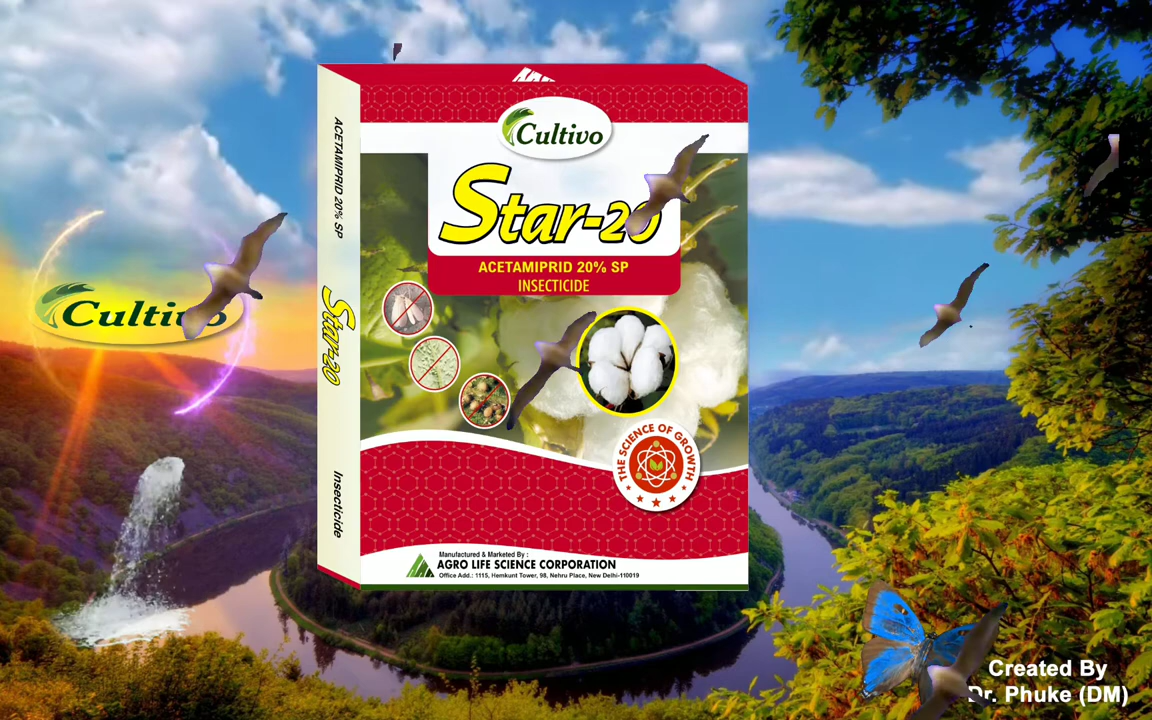 Cultivo
Star-20
ACETAMIPRID 20% SP
INSECTICIDE
ACETAMIPRID 20% SP
Star-20
Insecticide
Cultivo
THE SCIENCE OF GROWTH
Manufactured & Marketed By :
AGRO LIFE SCIENCE CORPORATION
Office Add.: 1115, Hemkunt Tower, 98, Nehru Place, New Delhi-110019
Created By
Dr. Phuke (DM)